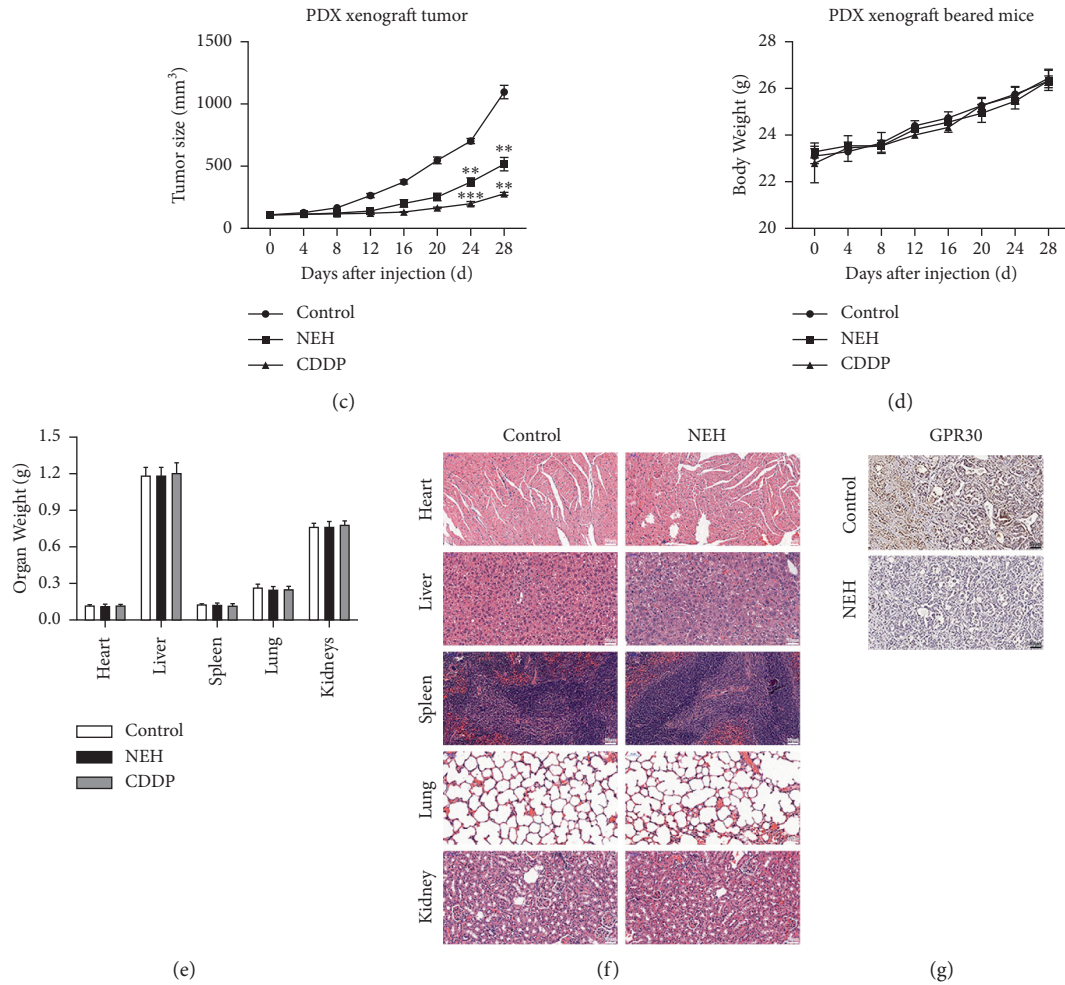 PDX xenograft tumor
Tumor size (mm³)
1500
1000
500
0
**
**
***
**
0 4 8 12 16 20 24 28
Days after injection (d)
Control
NEH
CDDP
(c)
PDX xenograft beared mice
Body Weight (g)
28
26
24
22
20
0 4 8 12 16 20 24 28
Days after injection (d)
Control
NEH
CDDP
(d)
Organ Weight (g)
1.5
1.2
0.9
0.6
0.3
0.0
Heart
Liver
Spleen
Lung
Kidneys
Control
NEH
CDDP
(e)
Control NEH
Heart
Liver
Spleen
Lung
Kidney
(f)
GPR30
Control
NEH
(g)